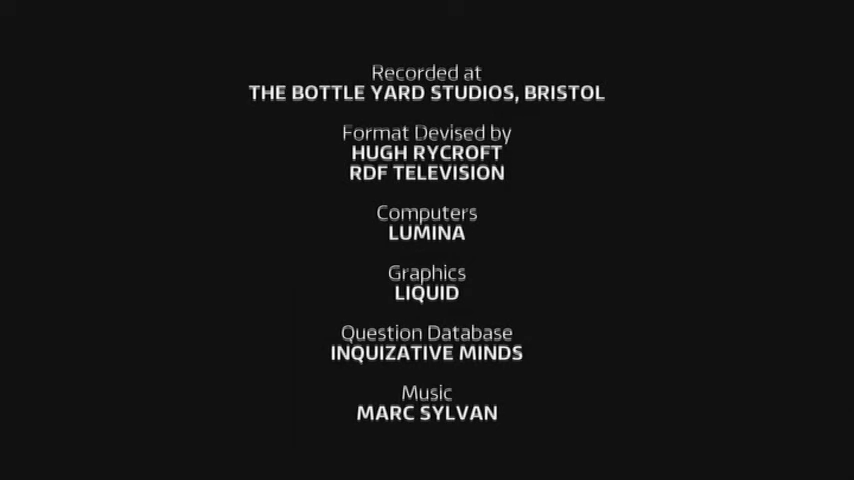 Recorded at
THE BOTTLE YARD STUDIOS, BRISTOL
Format Devised by
HUGH RYCROFT
RDF TELEVISION
Computers
LUMINA
Graphics
LIQUID
Question Database
INQUIZATIVE MINDS
Music
MARC SYLVAN